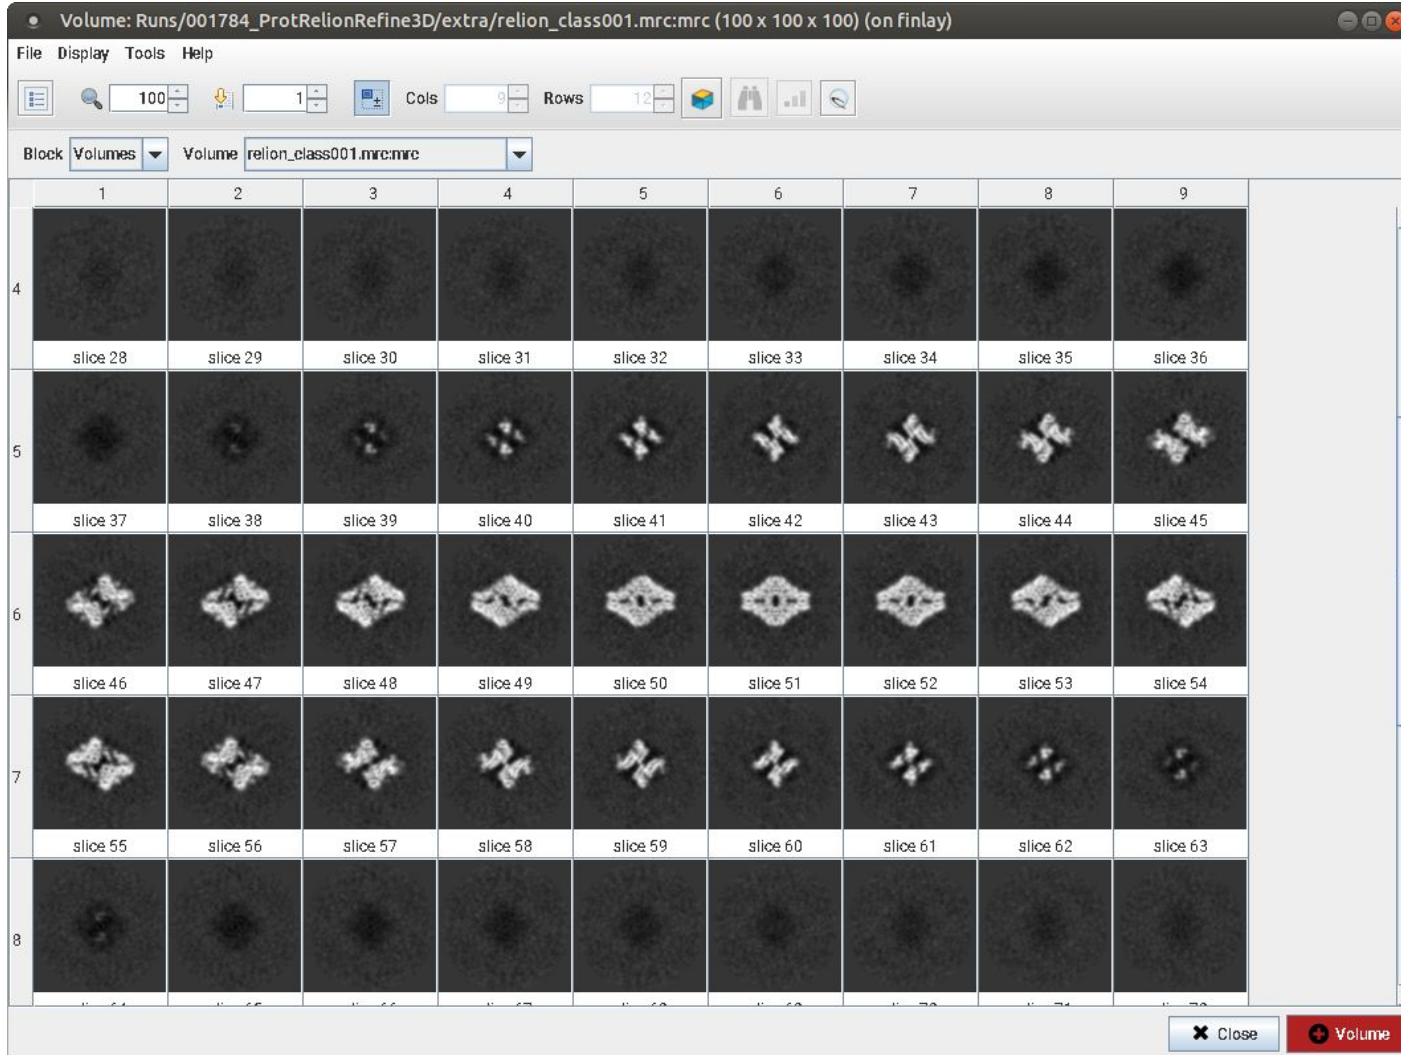 Volume: Runs/001784_ProtRelionRefine3D/extra/relion_class001.mrc:mrc (100 x 100 x 100) (on finlay)
File Display Tools Help
100 1 Cols 9 Rows 12
Block Volumes Volume relion_class001.mrc:mrc
1 2 3 4 5 6 7 8 9
4
slice 28 slice 29 slice 30 slice 31 slice 32 slice 33 slice 34 slice 35 slice 36
5
slice 37 slice 38 slice 39 slice 40 slice 41 slice 42 slice 43 slice 44 slice 45
6
slice 46 slice 47 slice 48 slice 49 slice 50 slice 51 slice 52 slice 53 slice 54
7
slice 55 slice 56 slice 57 slice 58 slice 59 slice 60 slice 61 slice 62 slice 63
8
Close Volume